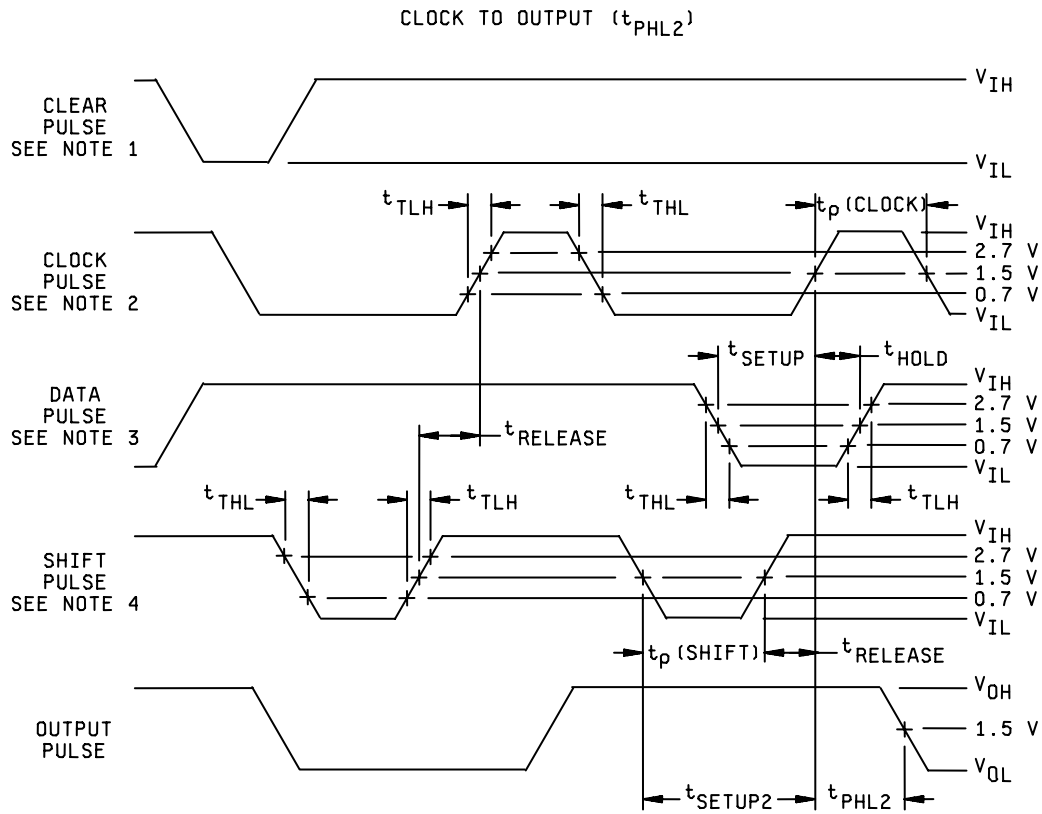 CLOCK TO OUTPUT (tPHL2)
CLEAR
PULSE
SEE NOTE 1
VIH
VIL
tTLH
tTHL
tp(CLOCK)
CLOCK
PULSE
SEE NOTE 2
VIH
2.7 V
1.5 V
0.7 V
VIL
tSETUP
tHOLD
DATA
PULSE
SEE NOTE 3
VIH
2.7 V
1.5 V
0.7 V
VIL
tRELEASE
tTHL
tTLH
tTHL
tTLH
SHIFT
PULSE
SEE NOTE 4
VIH
2.7 V
1.5 V
0.7 V
VIL
tp(SHIFT)
tRELEASE
OUTPUT
PULSE
VOH
1.5 V
VOL
tSETUP2
tPHL2